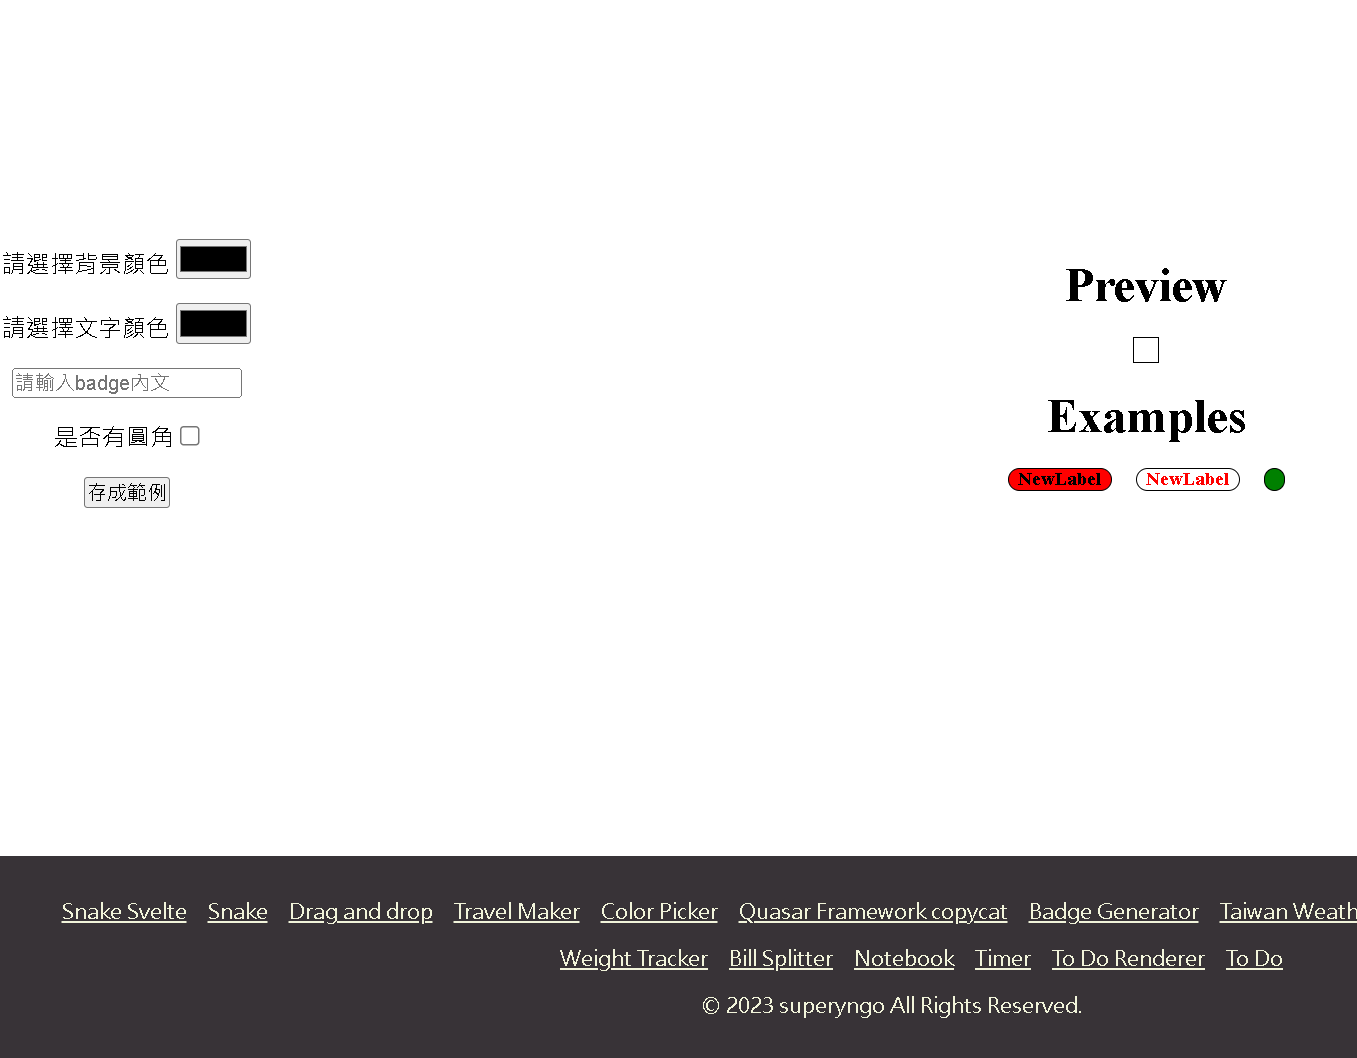 請選擇背景顏色
請選擇文字顏色
請輸入badge內文
是否有圓角
存成範例
Preview
Examples
NewLabel NewLabel
Snake Svelte Snake Drag and drop Travel Maker Color Picker Quasar Framework copycat Badge Generator Taiwan Weath
Weight Tracker Bill Splitter Notebook Timer To Do Renderer To Do
© 2023 superyngo All Rights Reserved.